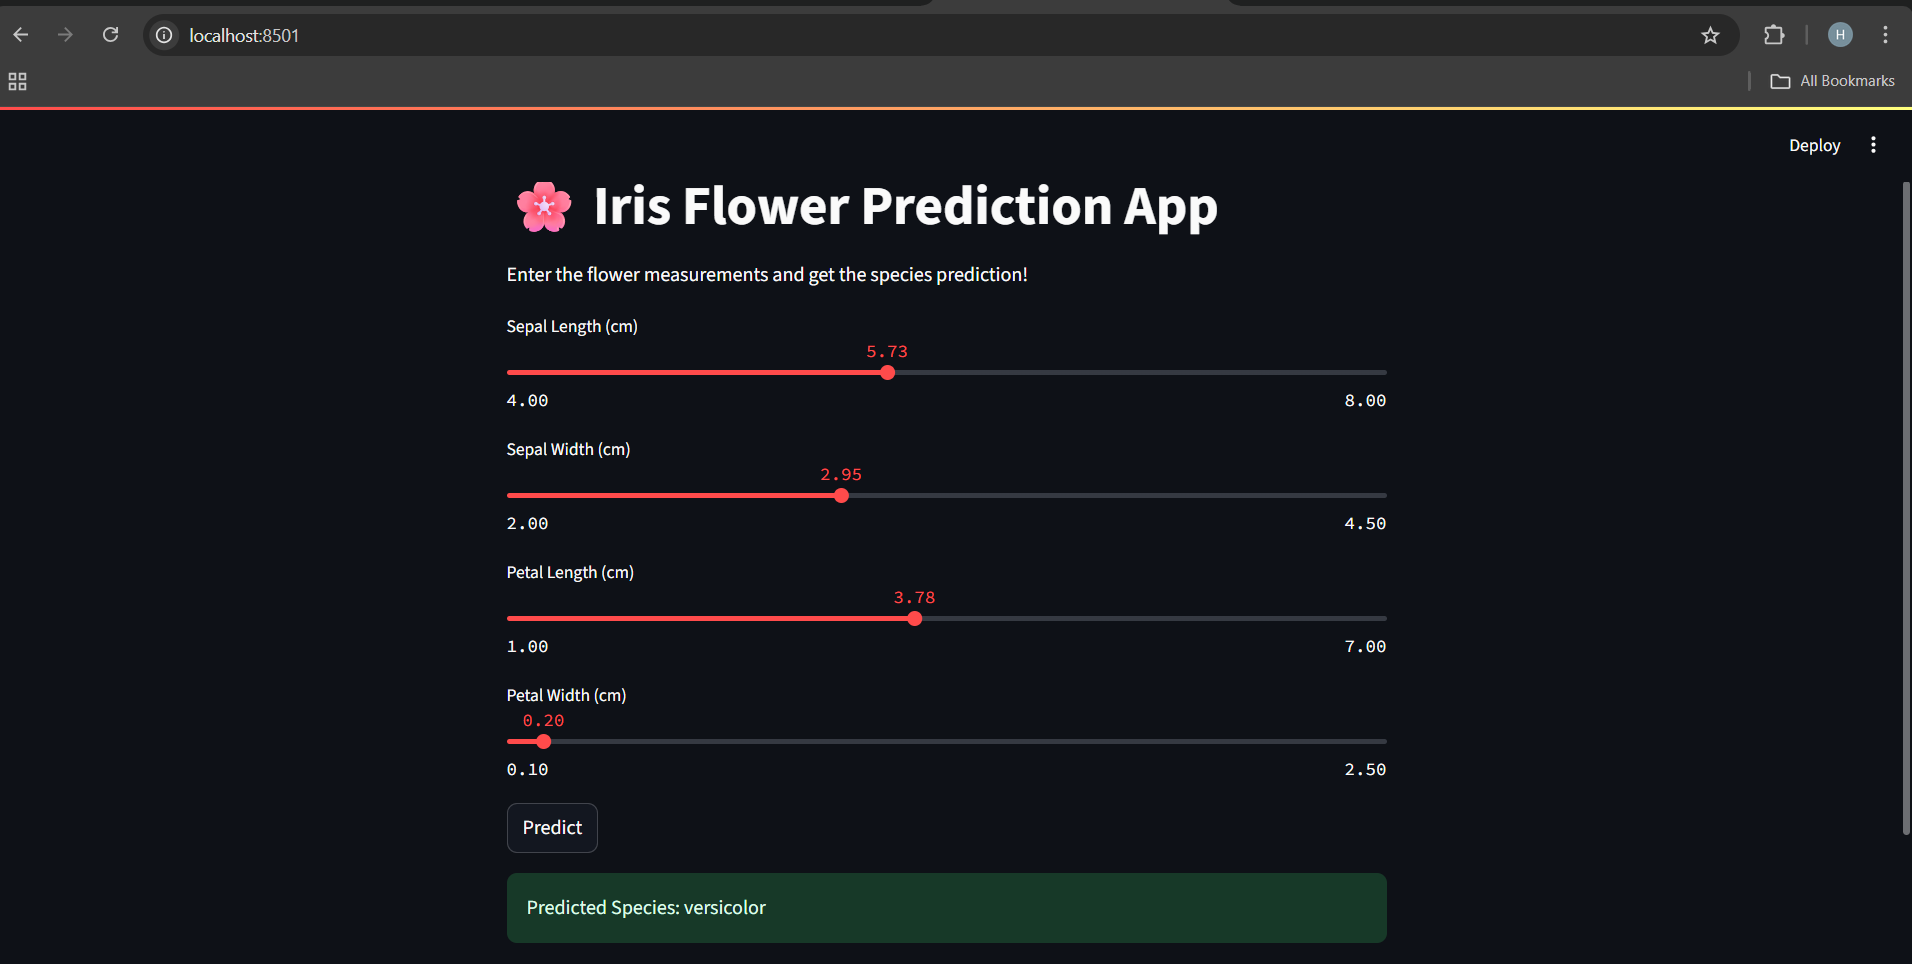 localhost:8501
H
All Bookmarks
Deploy
Iris Flower Prediction App
Enter the flower measurements and get the species prediction!
Sepal Length (cm)
5.73
4.00 8.00
Sepal Width (cm)
2.95
2.00 4.50
Petal Length (cm)
3.78
1.00 7.00
Petal Width (cm)
0.20
0.10 2.50
Predict
Predicted Species: versicolor